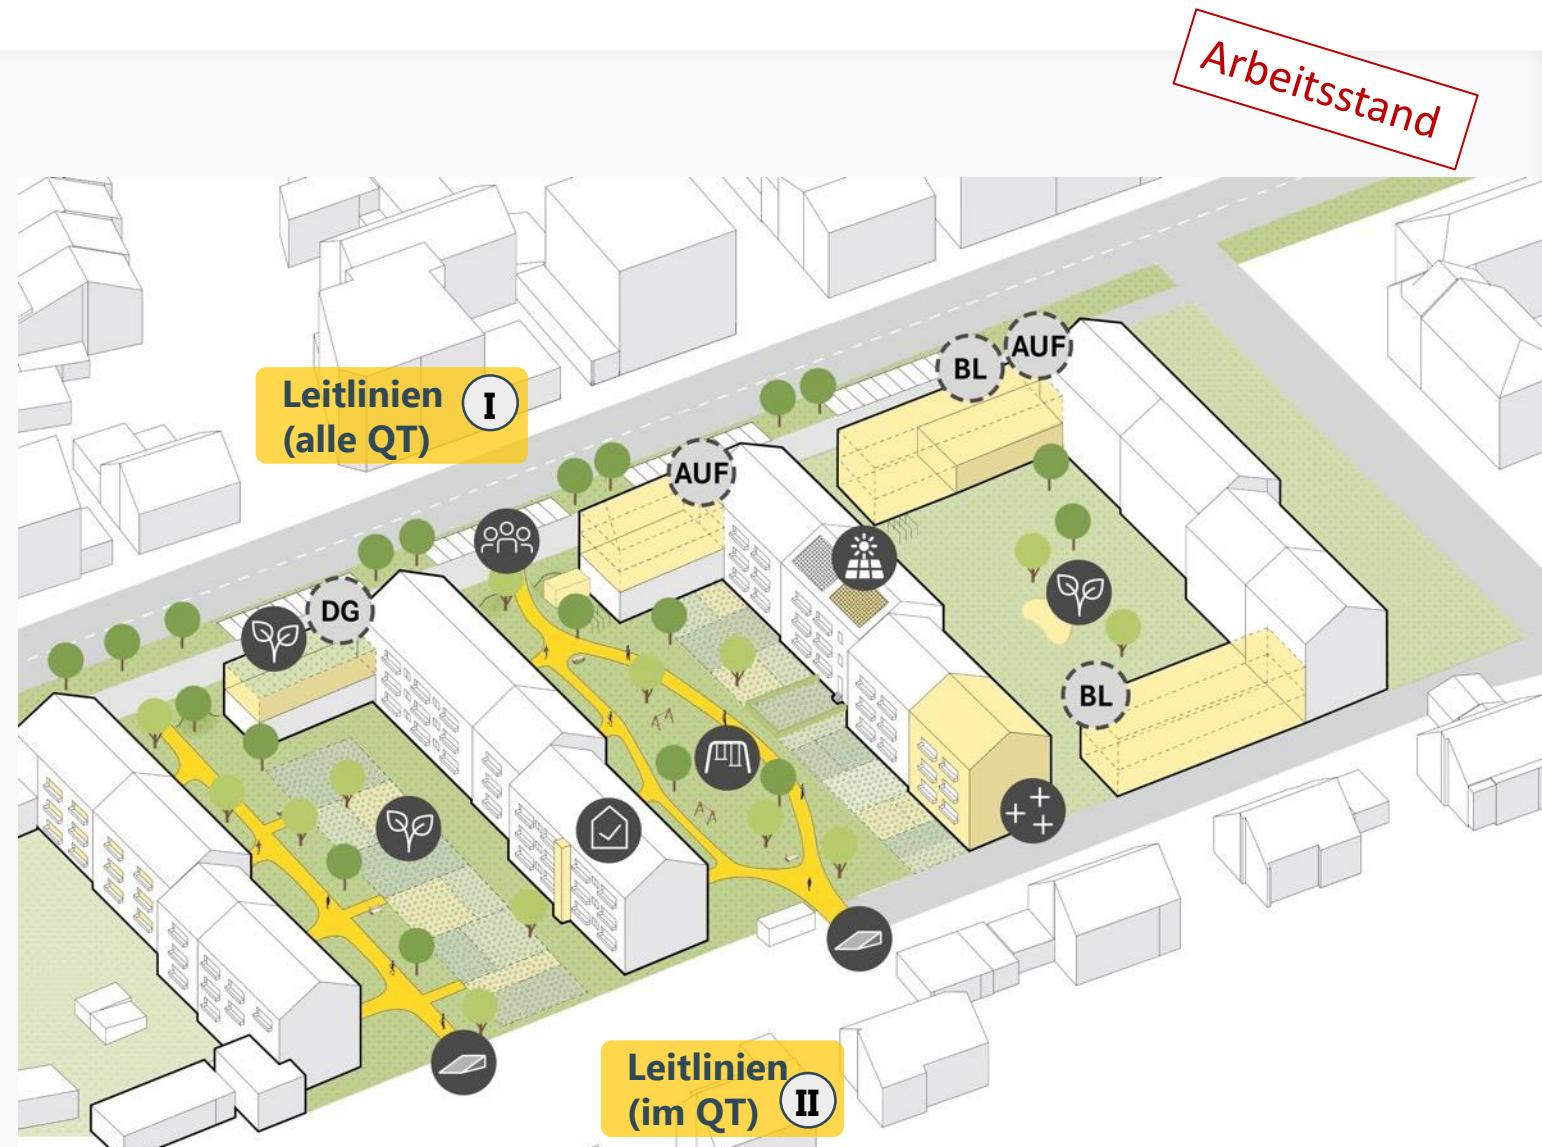 Arbeitsstand
AUF
BL
Leitlinien
(alle QT)
I
AUF
DG
BL
Leitlinien
(im QT)
II